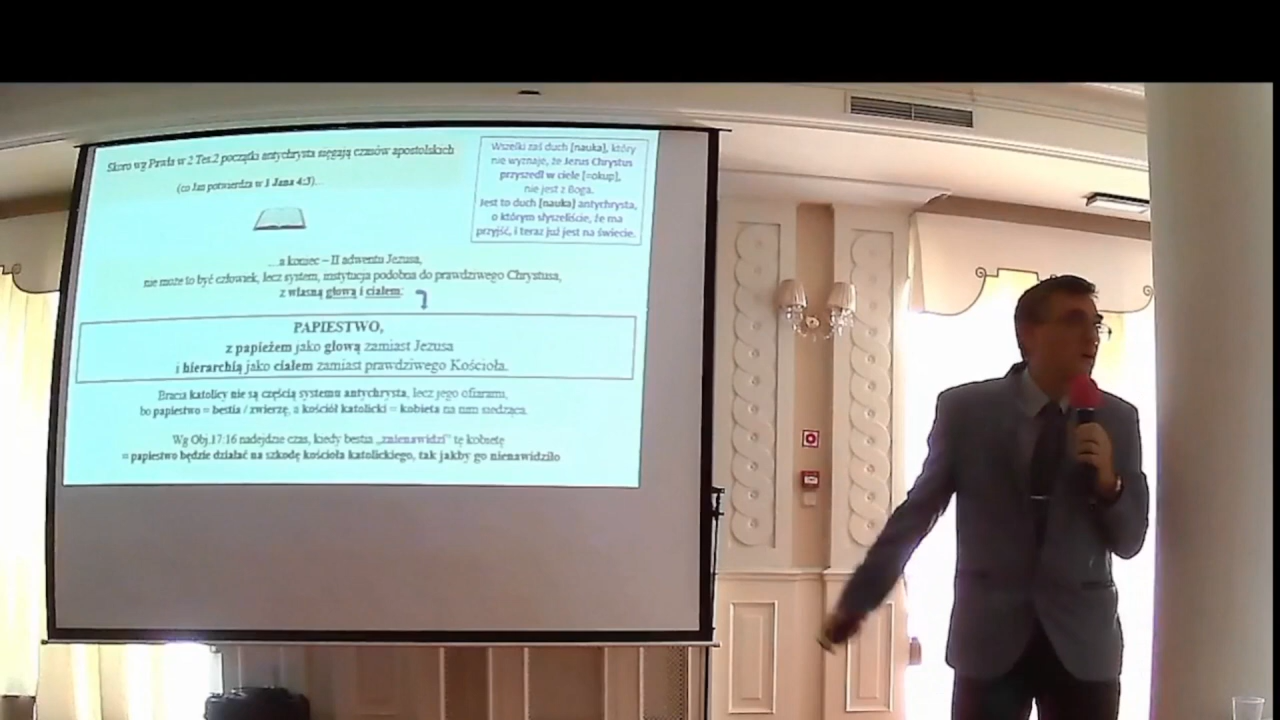 Skoro wg Pawła w 2 Tes.2 początki antychrysta sięgają czasów apostolskich
(co Jan potwierdza w 1 Jana 4:3)...
Wszelki zaś duch [nauka], który
nie wyznaje, że Jezus Chrystus
przyszedł w ciele [=okup],
nie jest z Boga.
Jest to duch [nauka] antychrysta,
o którym słyszeliście, że ma
przyjść, i teraz już jest na świecie.
...a koniec – II adwentu Jezusa,
nie może to być człowiek, lecz system, instytucja podobna do prawdziwego Chrystusa,
z własną głową i ciałem:
PAPIESTWO,
z papieżem jako głową zamiast Jezusa
i hierarchią jako ciałem zamiast prawdziwego Kościoła.
Bracia katolicy nie są częścią systemu antychrysta, lecz jego ofiarami,
bo papiestwo = bestia / zwierzę, a kościół katolicki = kobieta na nim siedząca.
Wg Obj.17:16 nadejdzie czas, kiedy bestia „znienawidzi" tę kobietę
= papiestwo będzie działać na szkodę kościoła katolickiego, tak jakby go nienawidziło